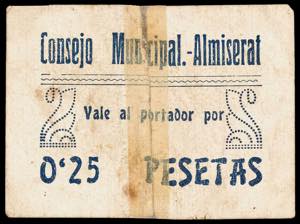 Consejo Municipal.-Almiserat
Vale al portador por
0'25 PESETAS